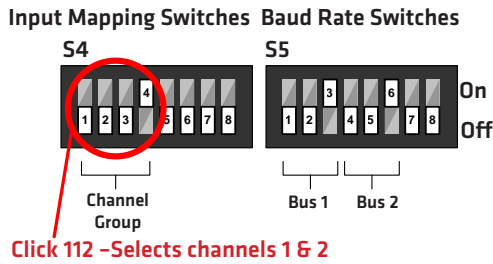 Input Mapping Switches Baud Rate Switches
S4 S5
4 3 6 On
1 2 3 5 6 7 8 1 2 4 5 7 8 Off
Channel Group Bus 1 Bus 2
Click 112 –Selects channels 1 & 2